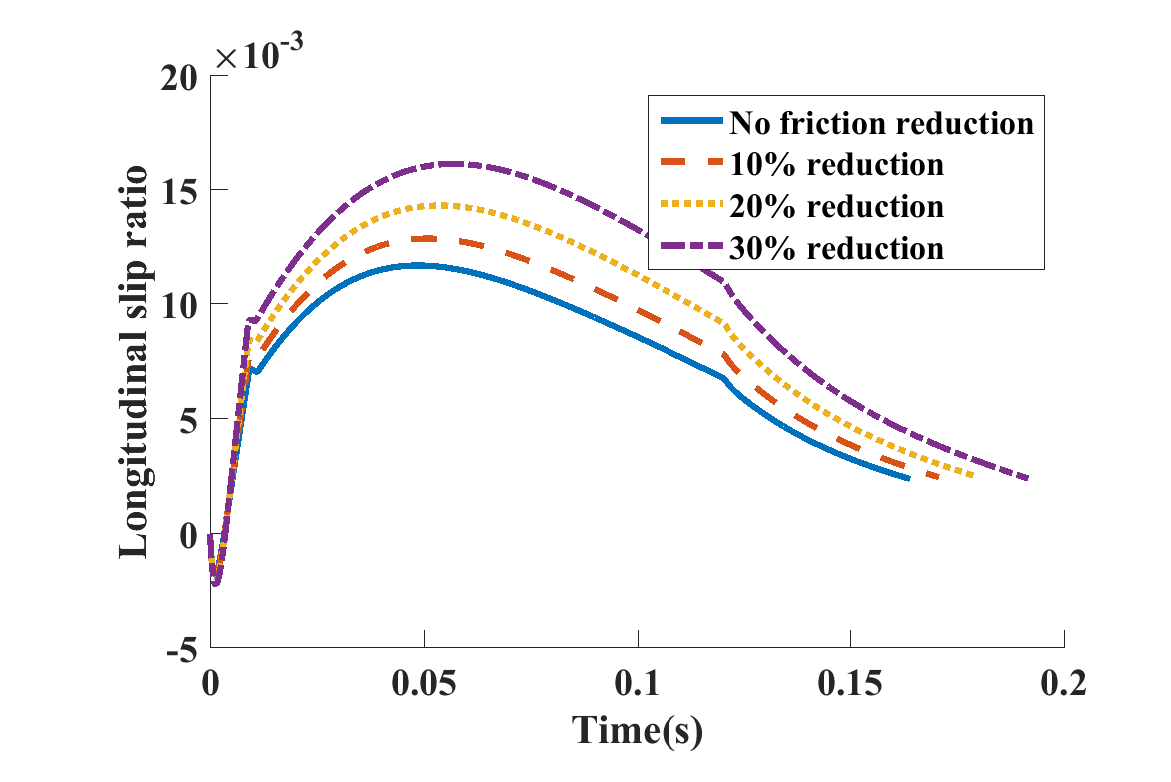 ×10-3
20
15
10
5
0
-5
0 0.05 0.1 0.15 0.2
Time(s)
Longitudinal slip ratio
No friction reduction
10% reduction
20% reduction
30% reduction